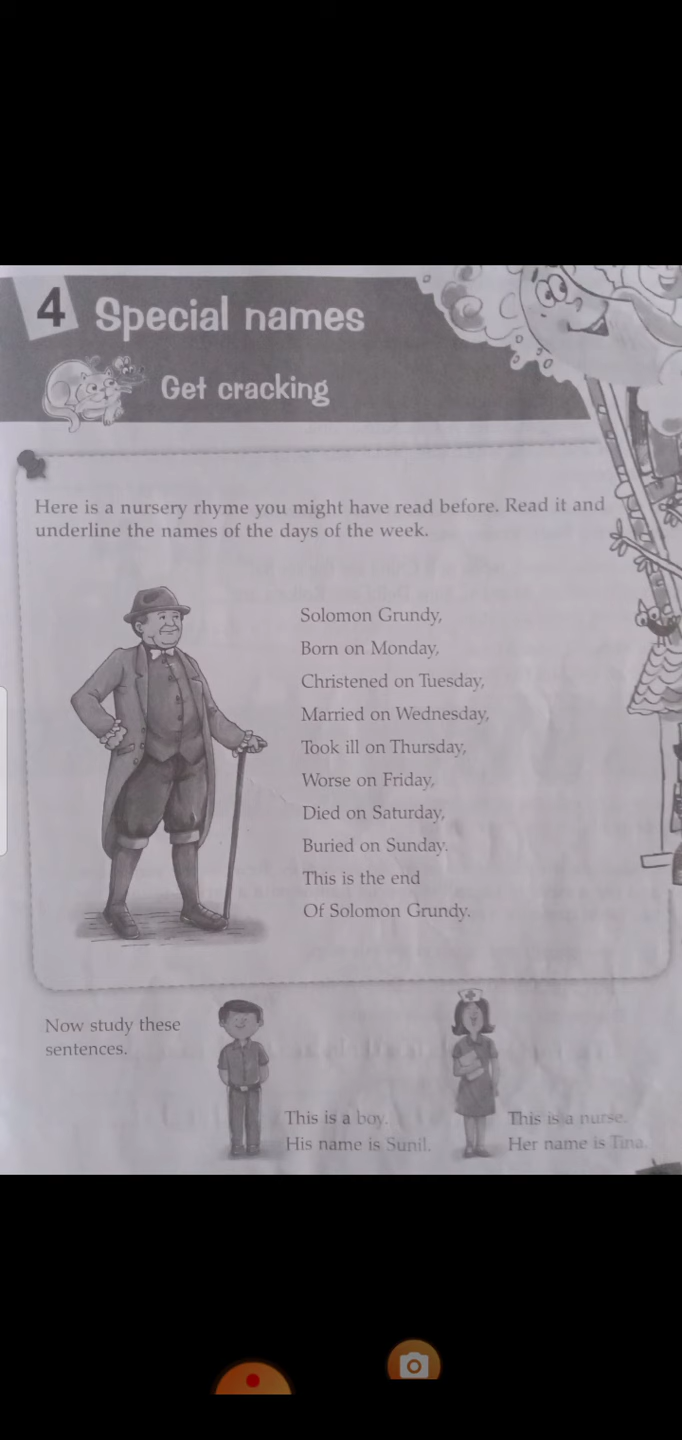 4 Special names
Get cracking
Here is a nursery rhyme you might have read before. Read it and
underline the names of the days of the week.
Solomon Grundy,
Born on Monday,
Christened on Tuesday,
Married on Wednesday,
Took ill on Thursday,
Worse on Friday,
Died on Saturday,
Buried on Sunday.
This is the end
Of Solomon Grundy.
Now study these
sentences.
This is a boy.
His name is Sunil.
This is a nurse.
Her name is Tina.